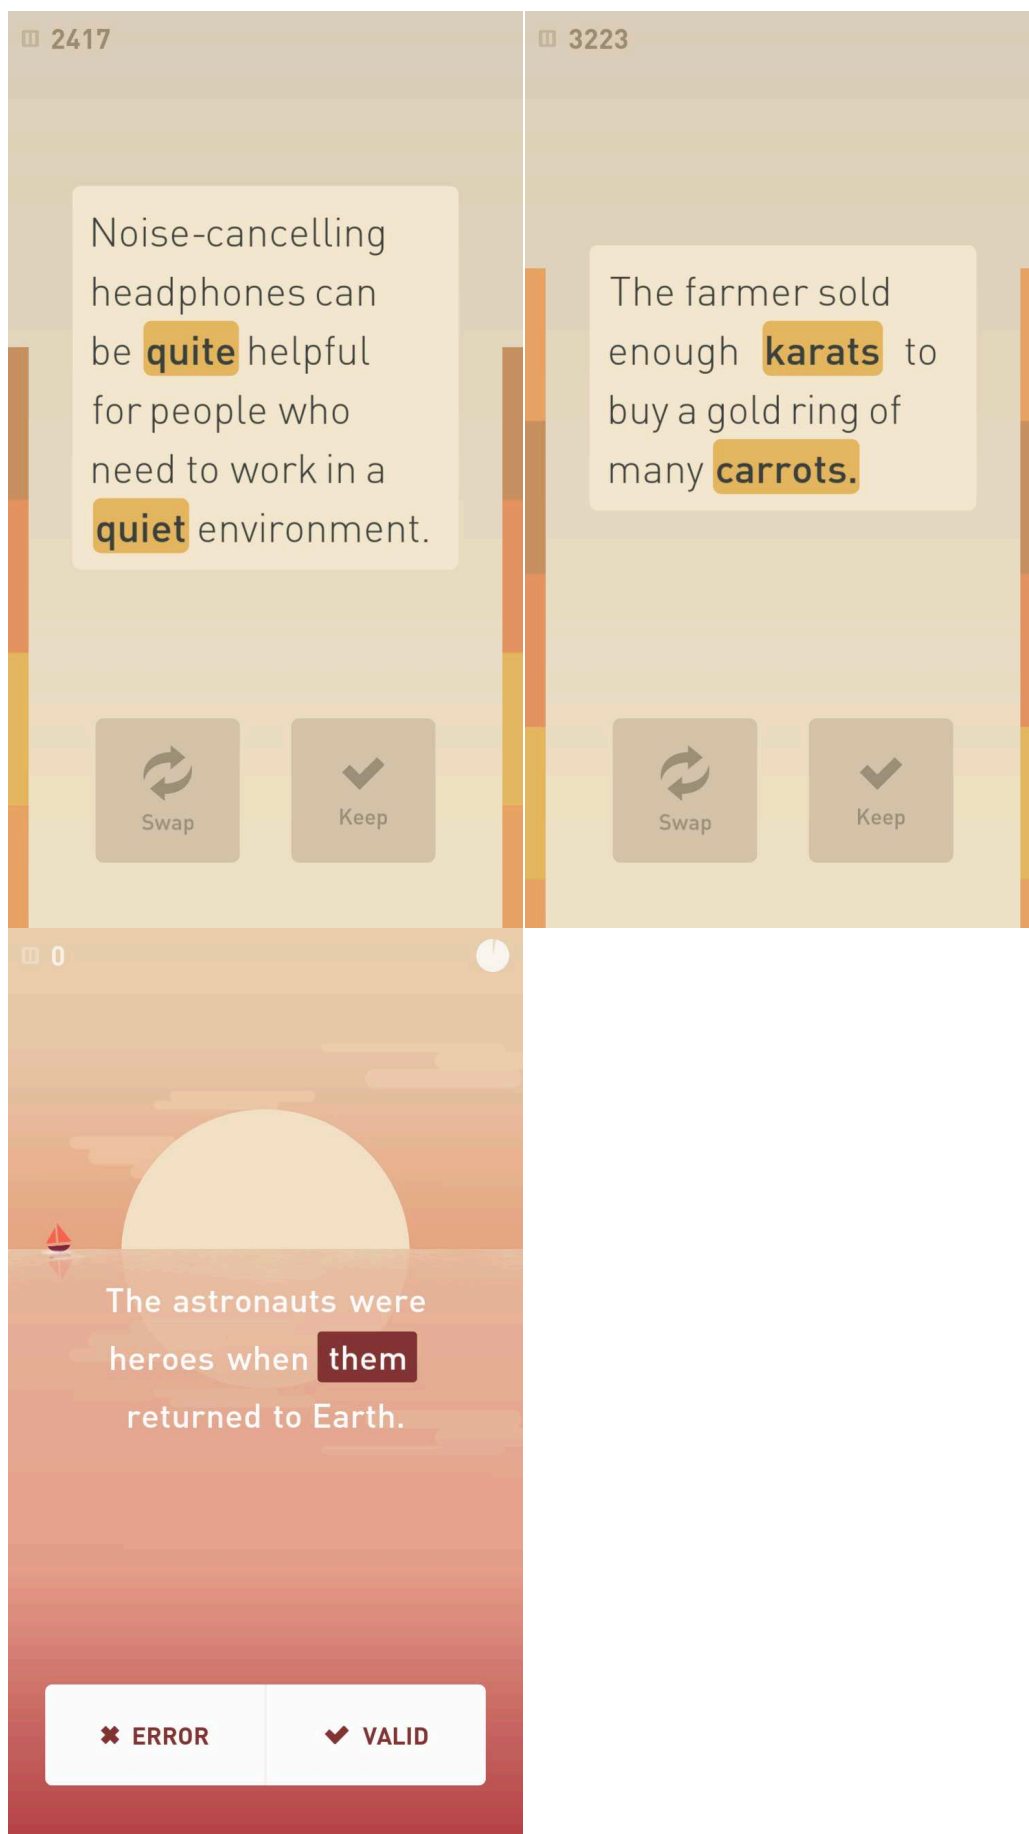 2417
Noise-cancelling
headphones can
be quite helpful
for people who
need to work in a
quiet environment.
Swap
Keep
3223
The farmer sold
enough karats to
buy a gold ring of
many carrots.
Swap
Keep
0
The astronauts were
heroes when them
returned to Earth.
ERROR
VALID